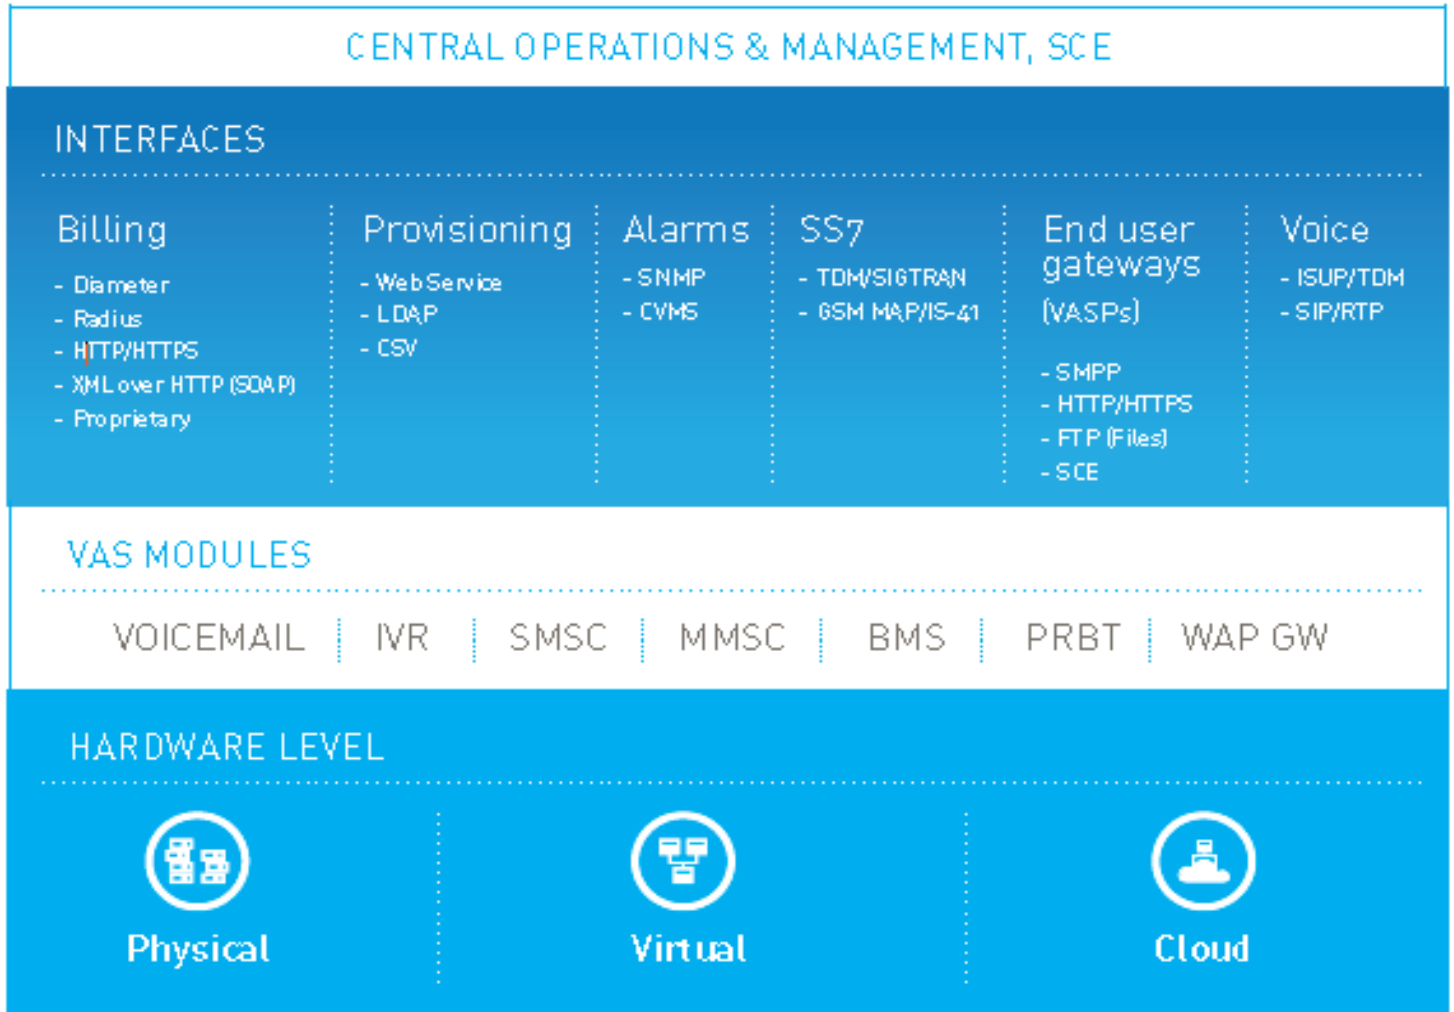 CENTRAL OPERATIONS & MANAGEMENT, SCE
INTERFACES
Billing
- Diameter
- Radius
- HTTP/HTTPS
- XML over HTTP (SOAP)
- Proprietary
Provisioning
- Web Service
- LDAP
- CSV
Alarms
- SNMP
- CVMS
SS7
- TDM/SIGTRAN
- GSM MAP/IS-41
End user
gateways
(VASPs)
- SMPP
- HTTP/HTTPS
- FTP (Files)
- SCE
Voice
- ISUP/TDM
- SIP/RTP
VAS MODULES
VOICEMAIL
IVR
SMSC
MMSC
BMS
PRBT
WAP GW
HARDWARE LEVEL
Physical
Virtual
Cloud